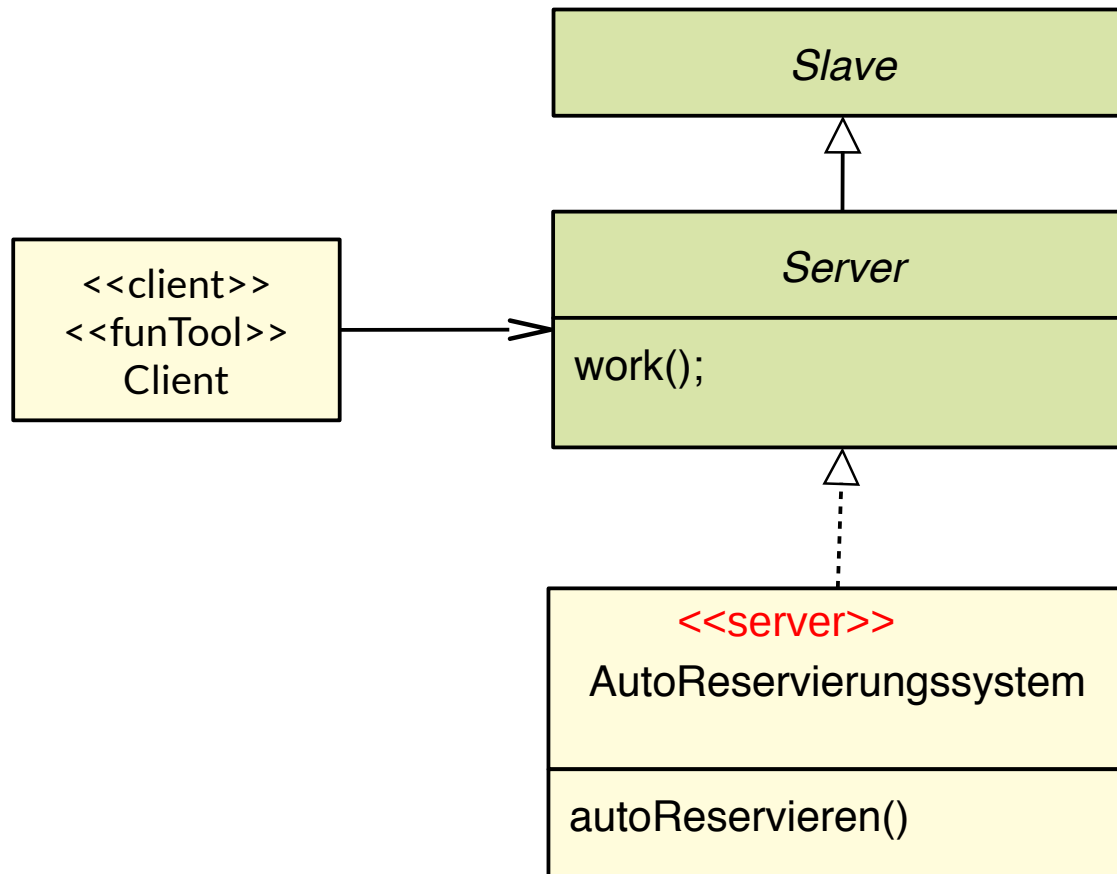 Slave
<<client>>
<<funTool>>
Client
Server
work();
<<server>>
AutoReservierungssystem
autoReservieren()